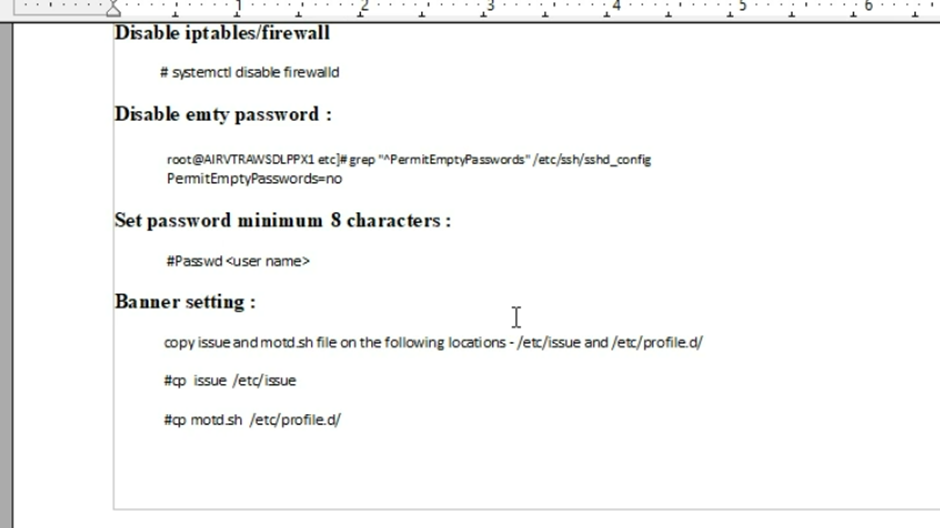 1 2 3 4 5 6
Disable iptables/firewall
# systemctl disable firewalld
Disable emty password :
root@AIRVTRAWSDLPPX1 etc]# grep "^PermitEmptyPasswords" /etc/ssh/sshd_config
PermitEmptyPasswords=no
Set password minimum 8 characters :
#Passwd <user name>
Banner setting :
copy issue and motd.sh file on the following locations - /etc/issue and /etc/profile.d/
#cp issue /etc/issue
#cp motd.sh /etc/profile.d/